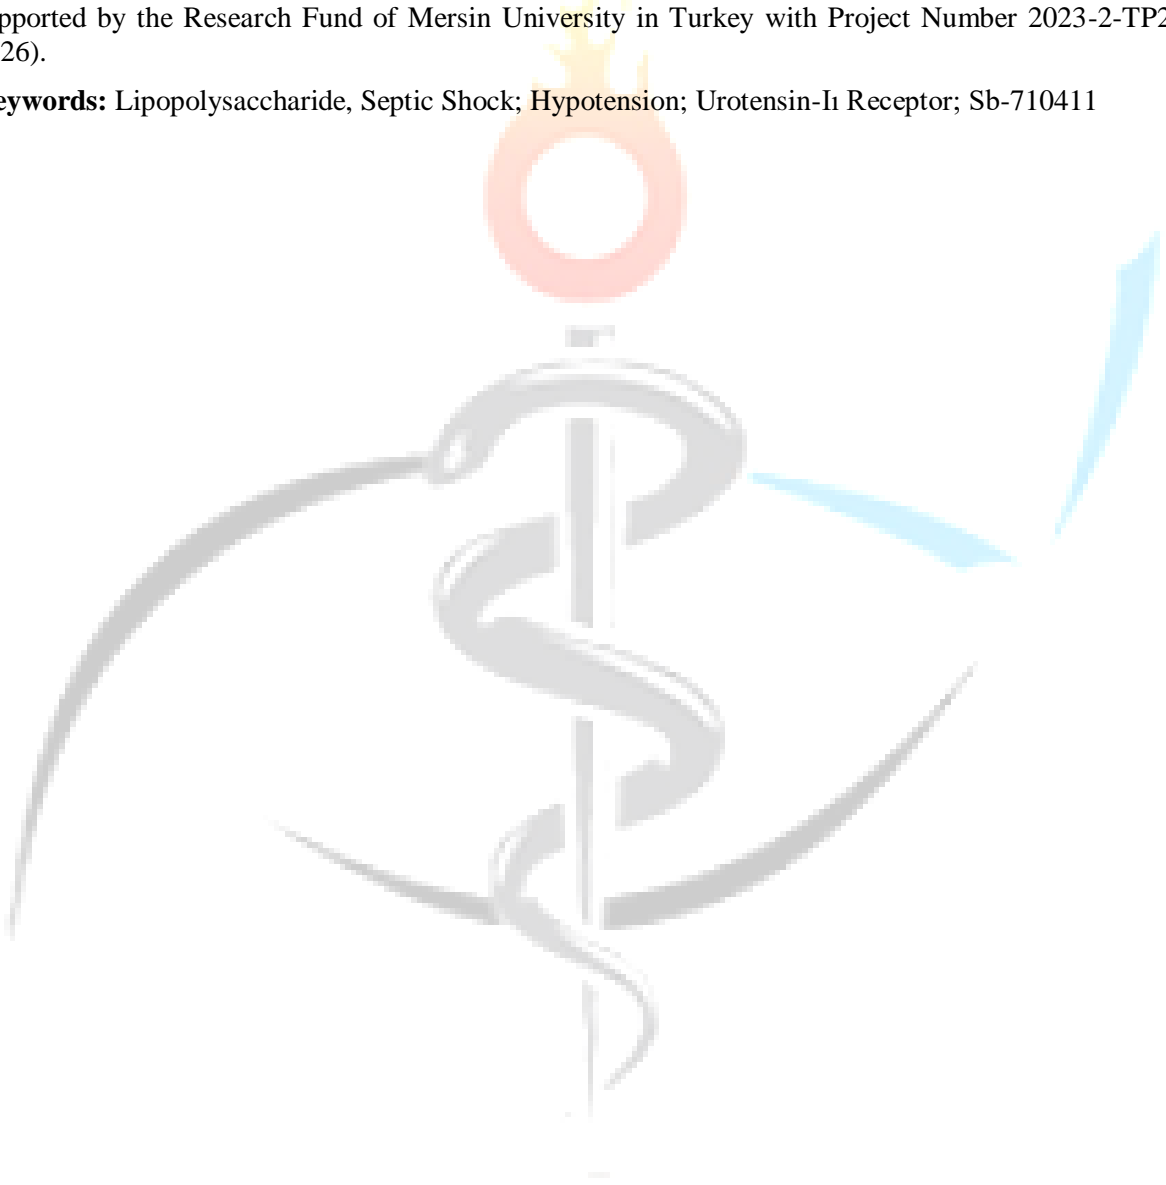 pported by the Research Fund of Mersin University in Turkey with Project Number 2023-2-TP2
26).
eywords: Lipopolysaccharide, Septic Shock; Hypotension; Urotensin-Iı Receptor; Sb-710411